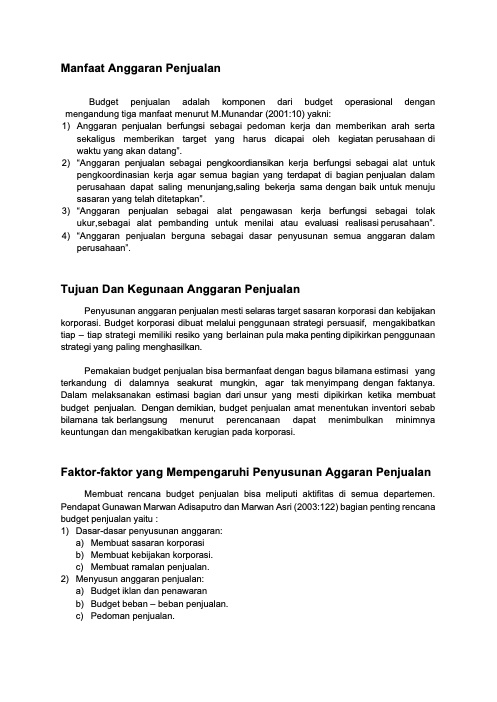 Manfaat Anggaran Penjualan
Budget penjualan adalah komponen dari budget operasional dengan
mengandung tiga manfaat menurut M.Munandar (2001:10) yakni:
1) Anggaran penjualan berfungsi sebagai pedoman kerja dan memberikan arah serta
sekaligus memberikan target yang harus dicapai oleh kegiatan perusahaan di
waktu yang akan datang”.
2) “Anggaran penjualan sebagai pengkoordiansikan kerja berfungsi sebagai alat untuk
pengkoordinasian kerja agar semua bagian yang terdapat di bagian penjualan dalam
perusahaan dapat saling menunjang,saling bekerja sama dengan baik untuk menuju
sasaran yang telah ditetapkan”.
3) “Anggaran penjualan sebagai alat pengawasan kerja berfungsi sebagai tolak
ukur,sebagai alat pembanding untuk menilai atau evaluasi realisasi perusahaan”.
4) “Anggaran penjualan berguna sebagai dasar penyusunan semua anggaran dalam
perusahaan”.
Tujuan Dan Kegunaan Anggaran Penjualan
Penyusunan anggaran penjualan mesti selaras target sasaran korporasi dan kebijakan
korporasi. Budget korporasi dibuat melalui penggunaan strategi persuasif, mengakibatkan
tiap – tiap strategi memiliki resiko yang berlainan pula maka penting dipikirkan penggunaan
strategi yang paling menghasilkan.
Pemakaian budget penjualan bisa bermanfaat dengan bagus bilamana estimasi yang
terkandung di dalamnya seakurat mungkin, agar tak menyimpang dengan faktanya.
Dalam melaksanakan estimasi bagian dari unsur yang mesti dipikirkan ketika membuat
budget penjualan. Dengan demikian, budget penjualan amat menentukan inventori sebab
bilamana tak berlangsung menurut perencanaan dapat menimbulkan minimnya
keuntungan dan mengakibatkan kerugian pada korporasi.
Faktor-faktor yang Mempengaruhi Penyusunan Aggaran Penjualan
Membuat rencana budget penjualan bisa meliputi aktifitas di semua departemen.
Pendapat Gunawan Marwan Adisaputro dan Marwan Asri (2003:122) bagian penting rencana
budget penjualan yaitu :
1) Dasar-dasar penyusunan anggaran:
a) Membuat sasaran korporasi
b) Membuat kebijakan korporasi.
c) Membuat ramalan penjualan.
2) Menyusun anggaran penjualan:
a) Budget iklan dan penawaran
b) Budget beban – beban penjualan.
c) Pedoman penjualan.